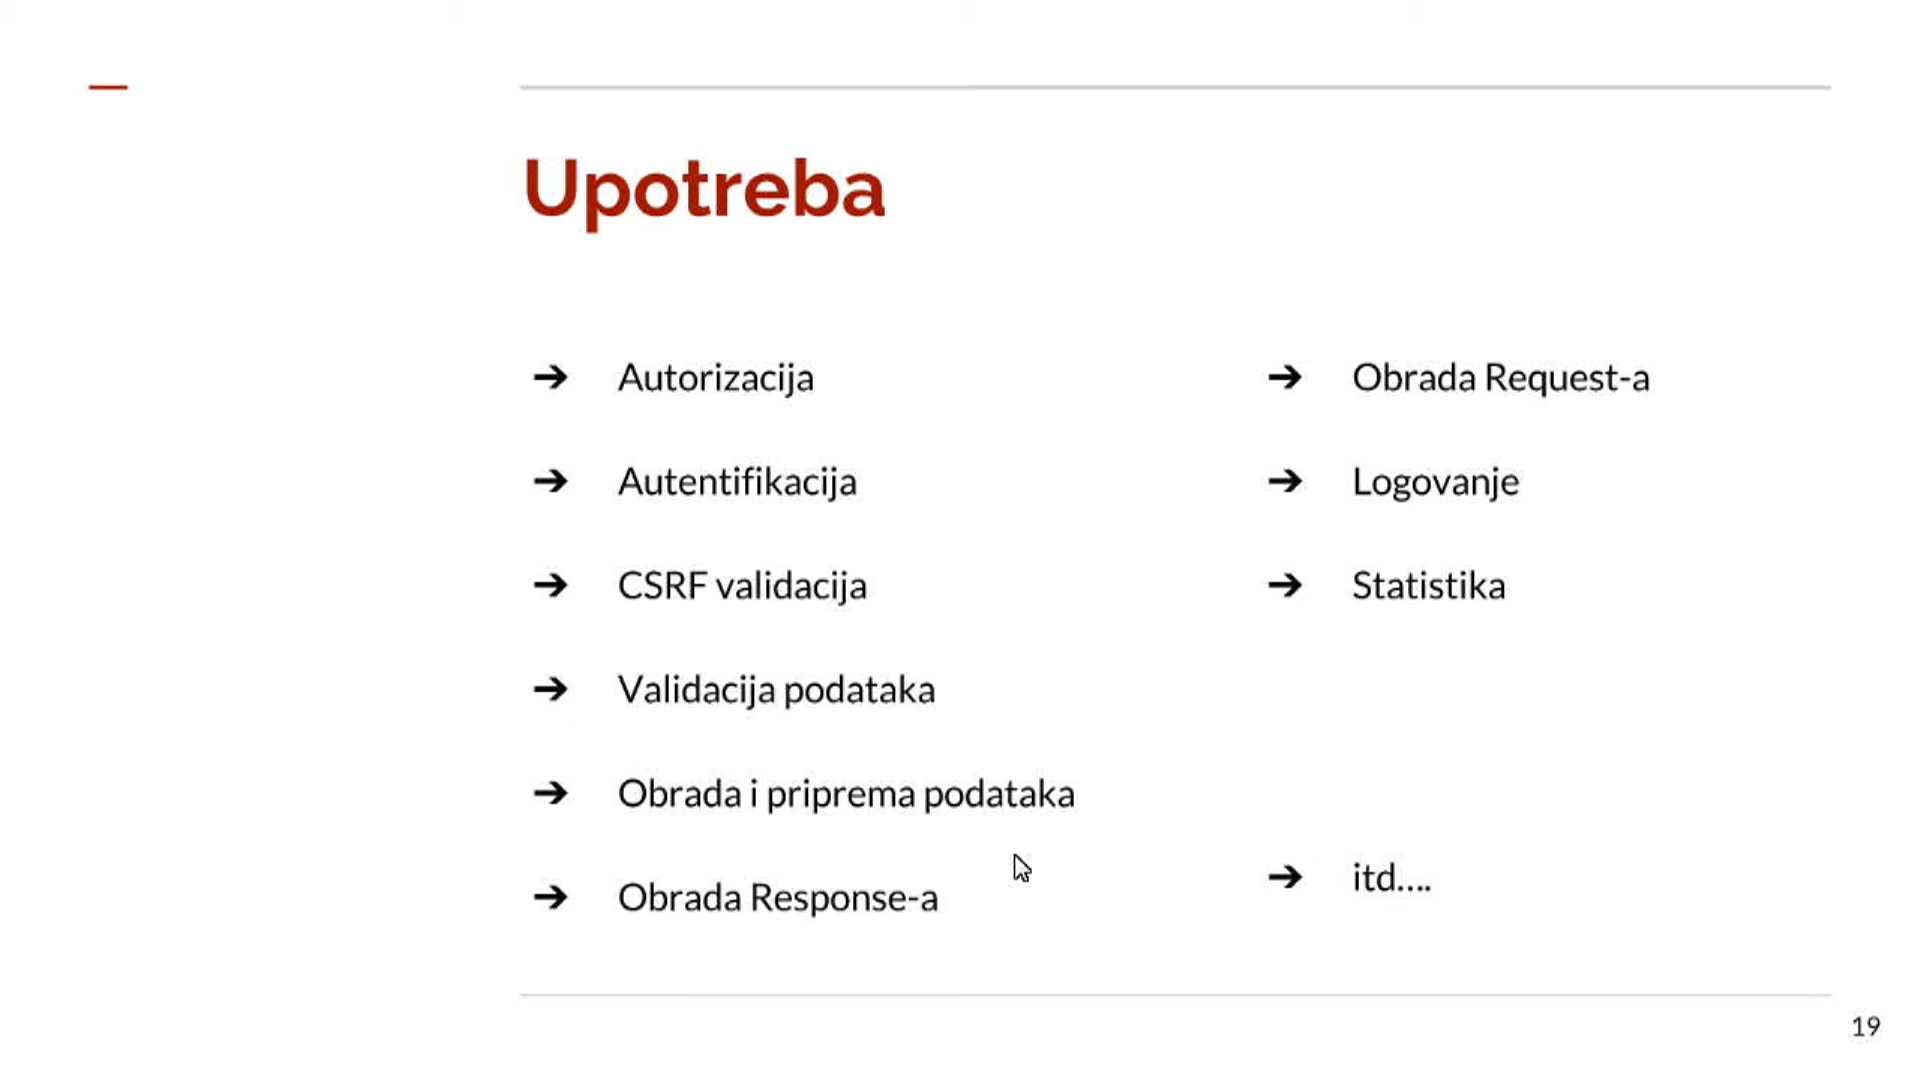 Upotreba
➔ Autorizacija
➔ Autentifikacija
➔ CSRF validacija
➔ Validacija podataka
➔ Obrada i priprema podataka
➔ Obrada Response-a
➔ Obrada Request-a
➔ Logovanje
➔ Statistika
➔ itd....
19